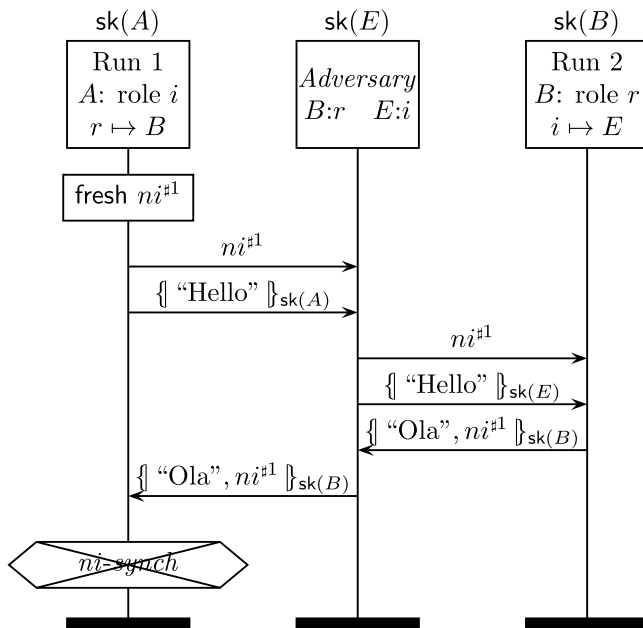 sk(A) sk(E) sk(B)
Run 1
A: role i
r ↦ B
Adversary
B:r E:i
Run 2
B: role r
i ↦ E
fresh ni♯1
ni♯1
{| “Hello” |}sk(A)
ni♯1
{| “Hello” |}sk(E)
{| “Ola”, ni♯1 |}sk(B)
{| “Ola”, ni♯1 |}sk(B)
ni-synch